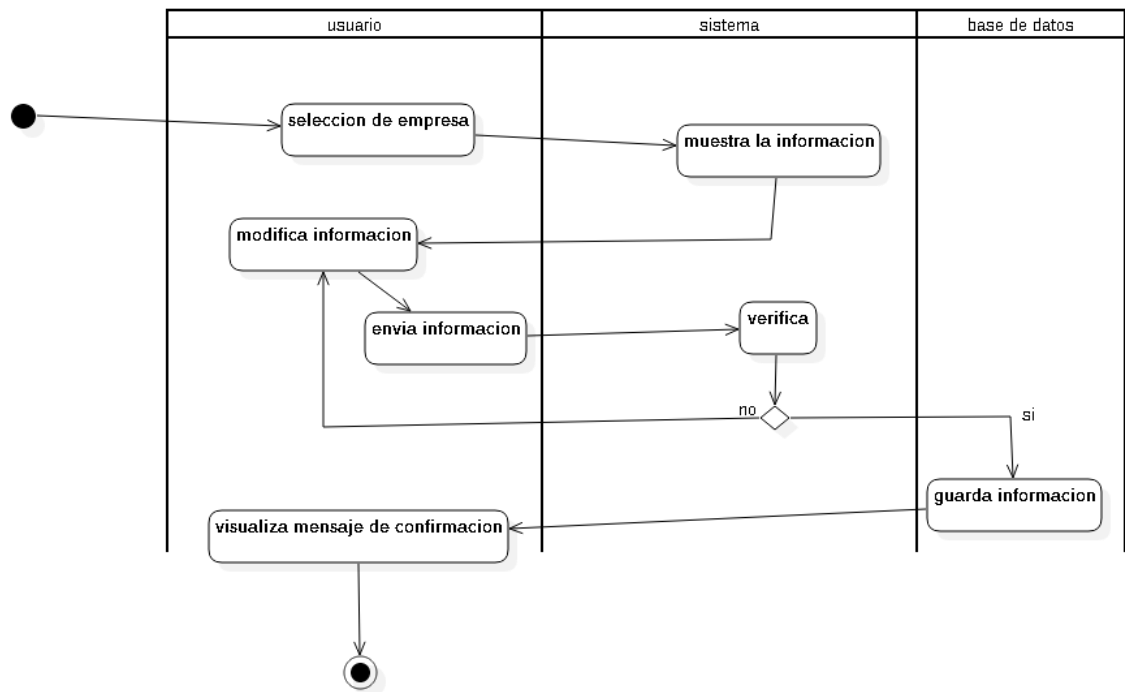 usuario
sistema
base de datos
seleccion de empresa
muestra la informacion
modifica informacion
envia informacion
verifica
no
si
guarda informacion
visualiza mensaje de confirmacion